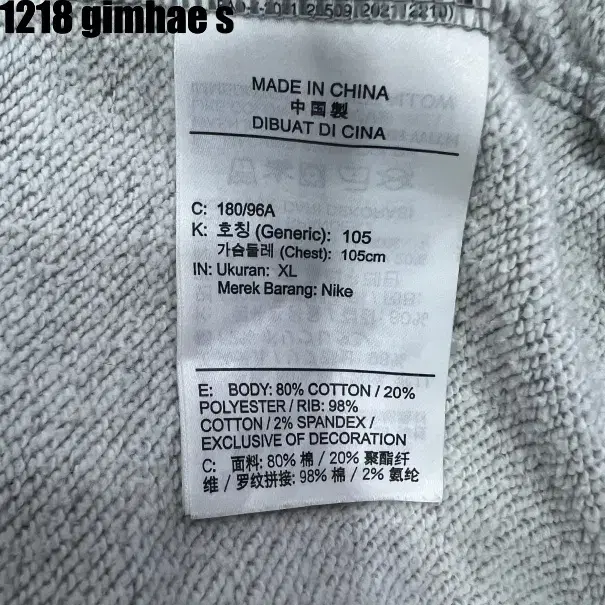 1218 gimhae s
MADE IN CHINA
中国製
DIBUAT DI CINA
C: 180/96A
K: 호칭 (Generic): 105
가슴둘레 (Chest): 105cm
IN: Ukuran: XL
Merek Barang: Nike
E: BODY: 80% COTTON / 20%
POLYESTER / RIB: 98%
COTTON / 2% SPANDEX /
EXCLUSIVE OF DECORATION
C: 面料: 80% 棉 / 20% 聚酯纤
维 / 罗纹拼接: 98% 棉 / 2% 氨纶